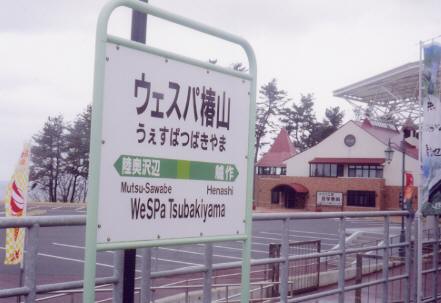 ウェスパ椿山
うぇすぱつばきやま
陸奥沢辺 艫作
Mutsu-Sawabe Henashi
WeSPa Tsubakiyama